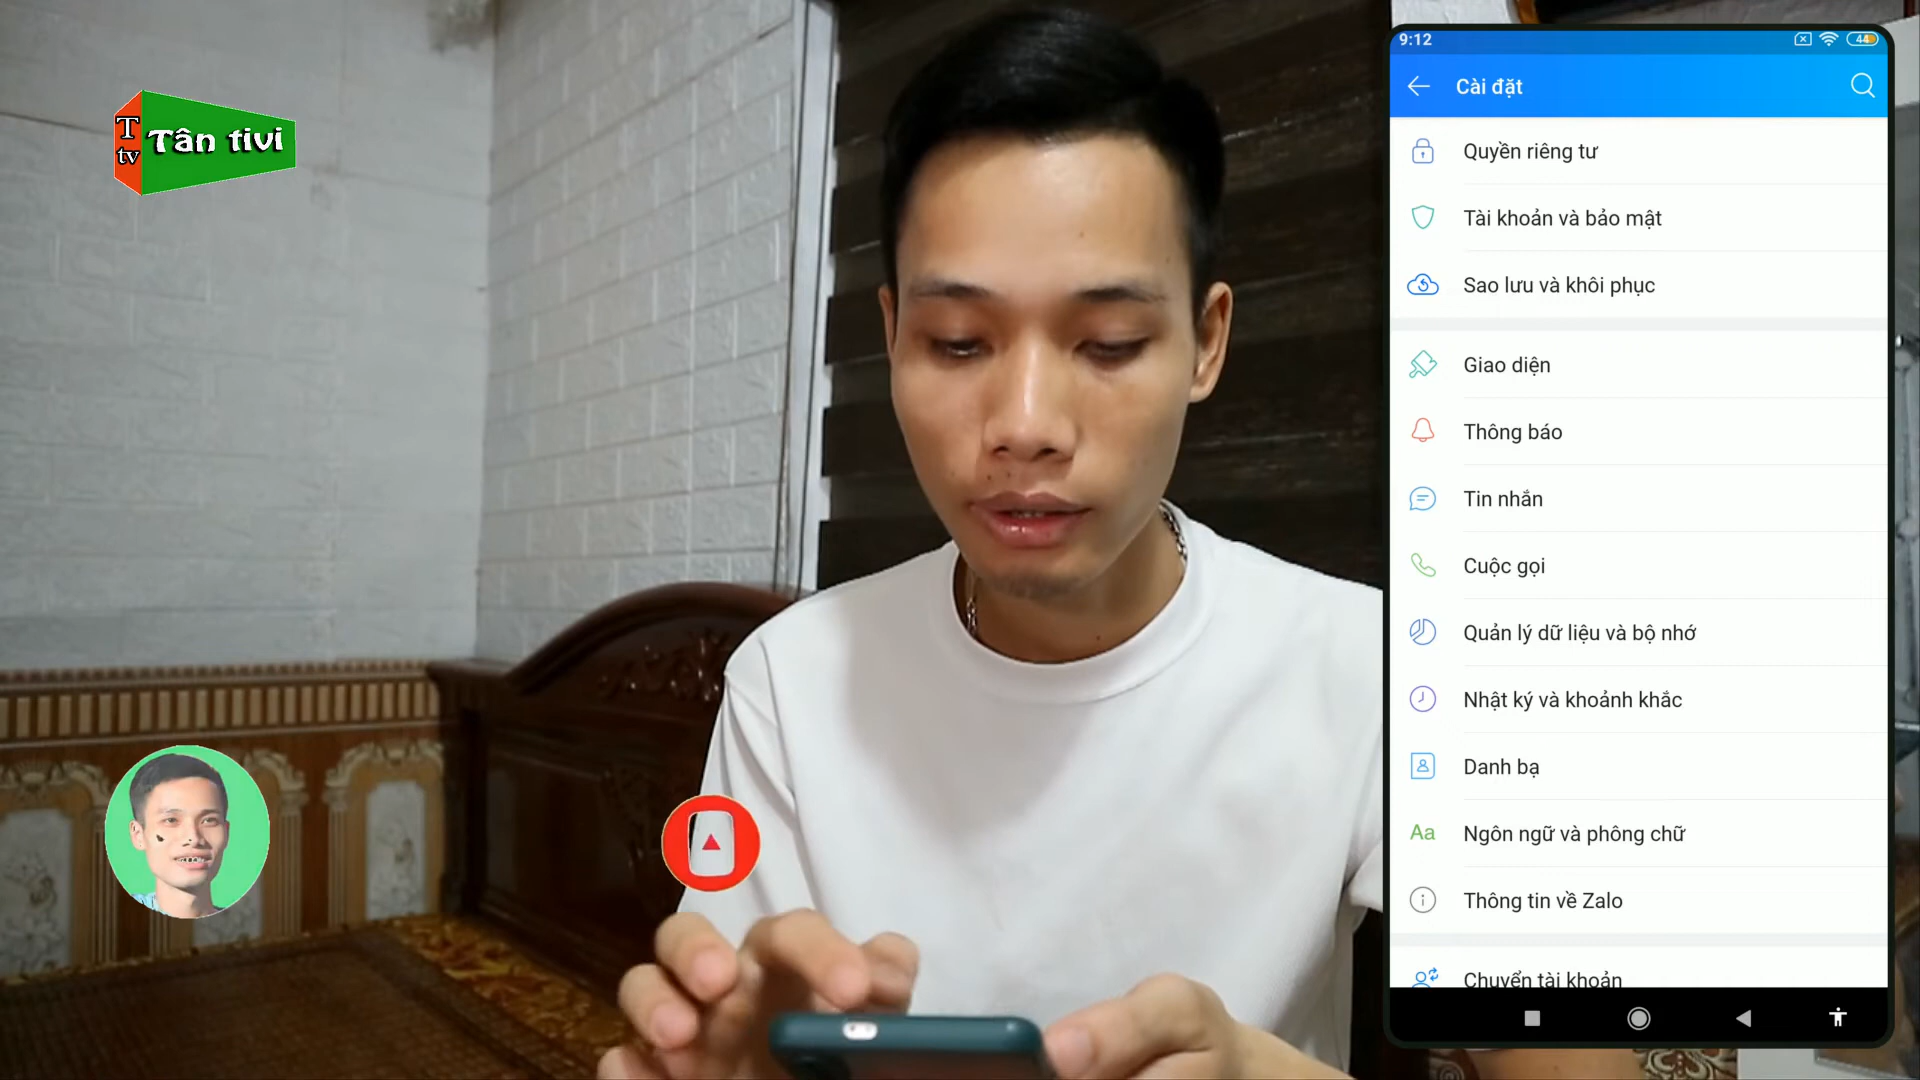 T
tv
Tân tivi
9:12
44
Cài đặt
Quyền riêng tư
Tài khoản và bảo mật
Sao lưu và khôi phục
Giao diện
Thông báo
Tin nhắn
Cuộc gọi
Quản lý dữ liệu và bộ nhớ
Nhật ký và khoảnh khắc
Danh bạ
Aa
Ngôn ngữ và phông chữ
Thông tin về Zalo
Chuyển tài khoản